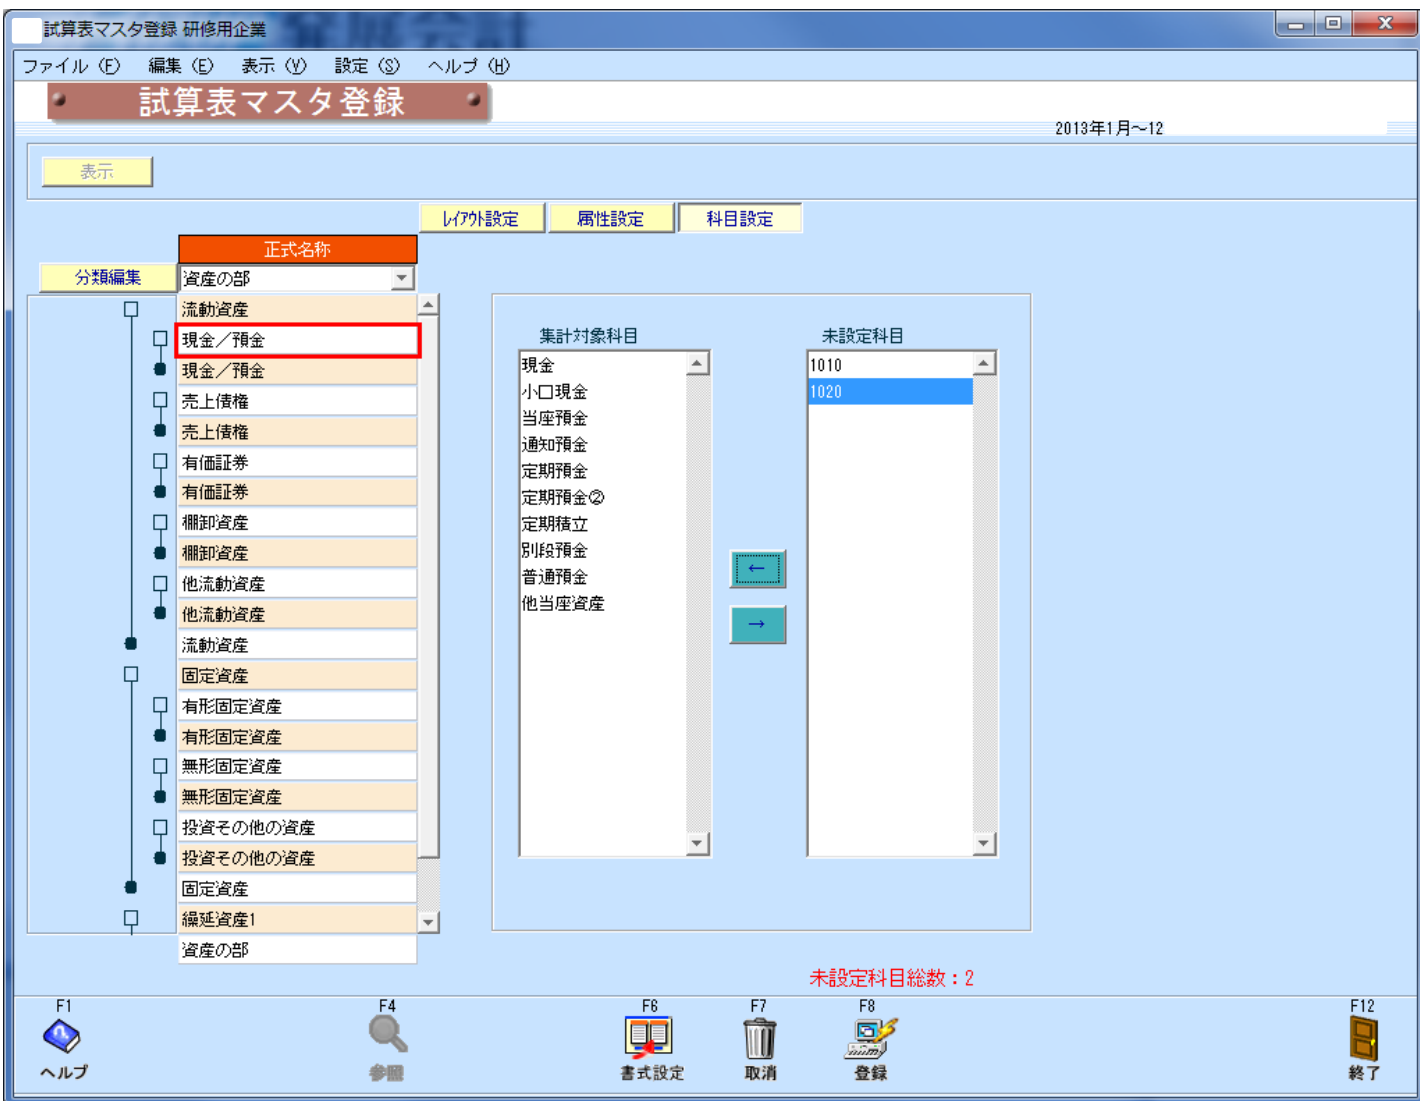 試算表マスタ登録 研修用企業
ファイル (F) 編集 (E) 表示 (V) 設定 (S) ヘルプ (H)
試算表マスタ登録
2013年1月～12
表示
ﾚｲｱｳﾄ設定 属性設定 科目設定
正式名称
分類編集 資産の部
流動資産
現金／預金
現金／預金
売上債権
売上債権
有価証券
有価証券
棚卸資産
棚卸資産
他流動資産
他流動資産
流動資産
固定資産
有形固定資産
有形固定資産
無形固定資産
無形固定資産
投資その他の資産
投資その他の資産
固定資産
繰延資産1
資産の部
集計対象科目
現金
小口現金
当座預金
通知預金
定期預金
定期預金②
定期積立
別段預金
普通預金
他当座資産
←
→
未設定科目
1010
1020
未設定科目総数：2
F1 F4 F6 F7 F8 F12
ヘルプ 参照 書式設定 取消 登録 終了